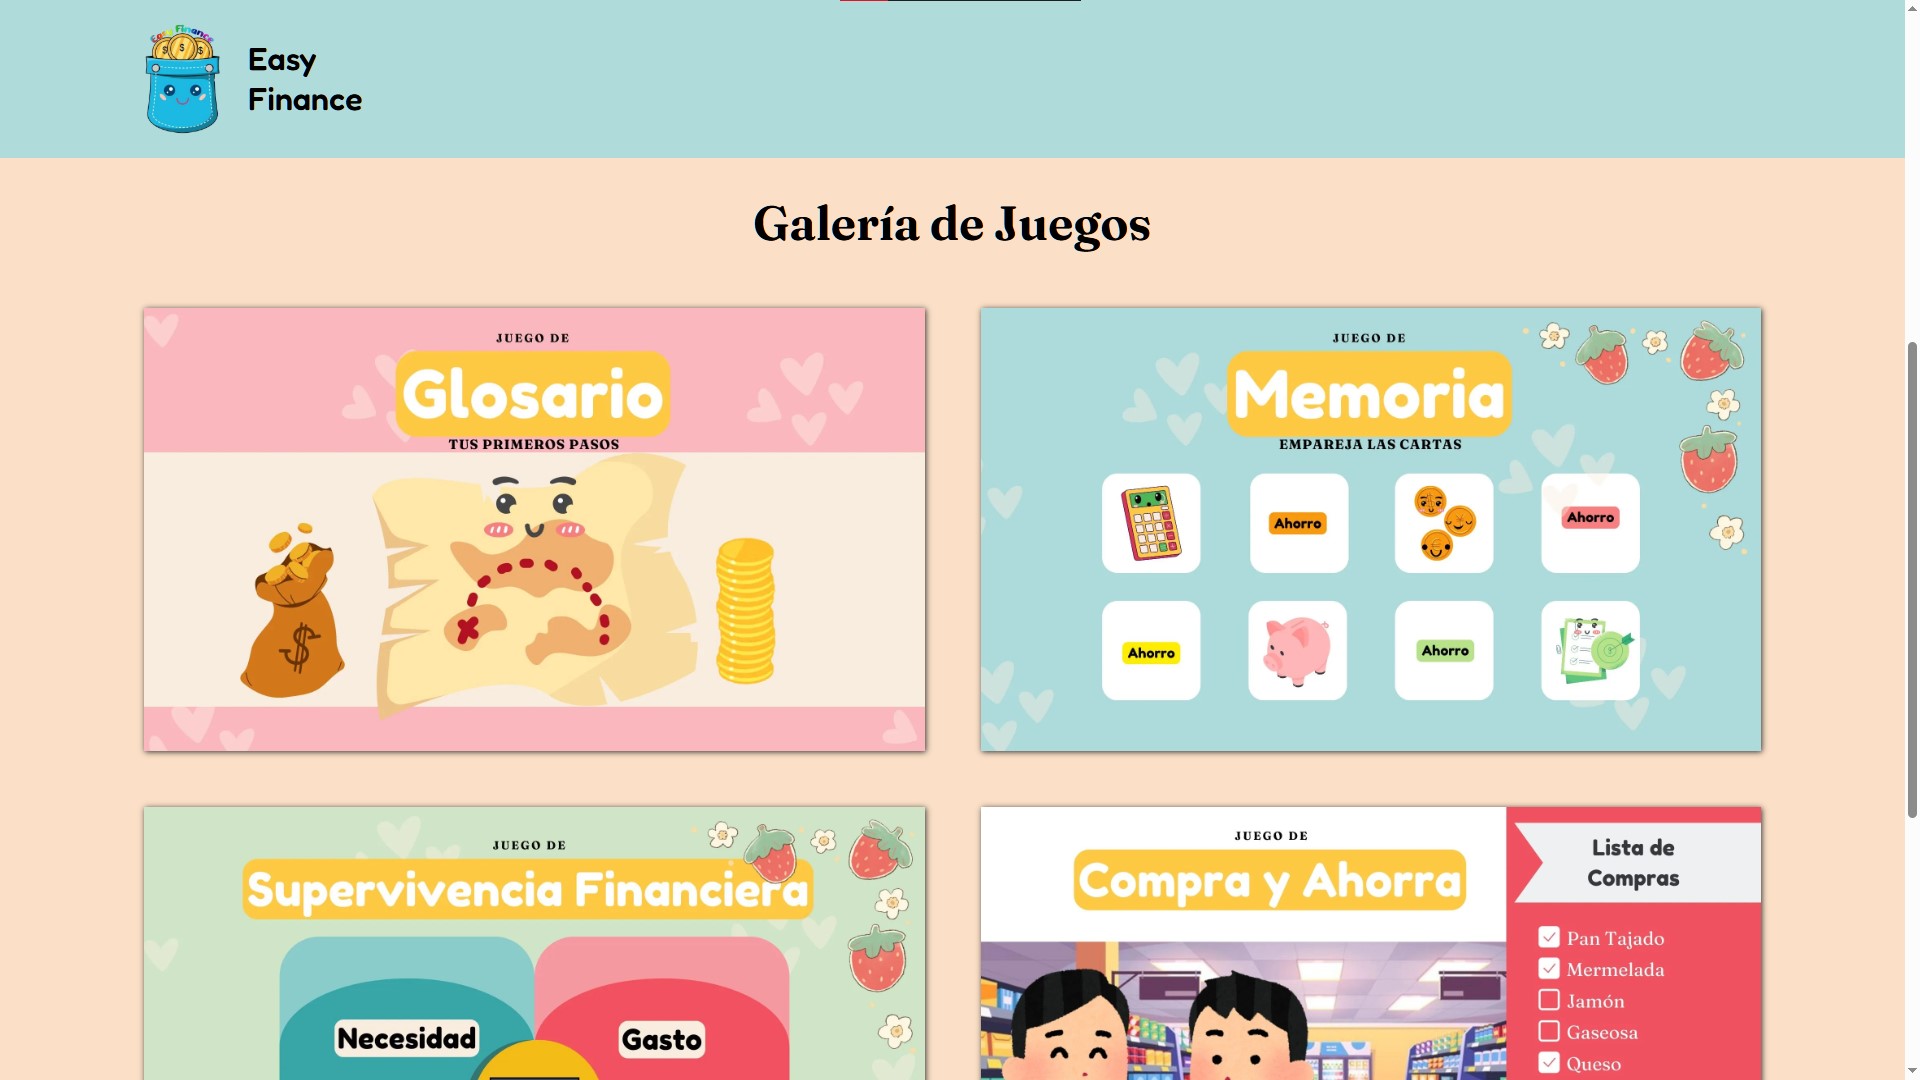 Easy Finance
Easy
Finance
Galería de Juegos
JUEGO DE
Glosario
TUS PRIMEROS PASOS
JUEGO DE
Memoria
EMPAREJA LAS CARTAS
Ahorro
Ahorro
Ahorro
Ahorro
JUEGO DE
Supervivencia Financiera
Necesidad
Gasto
JUEGO DE
Compra y Ahorra
Lista de
Compras
Pan Tajado
Mermelada
Jamón
Gaseosa
Queso